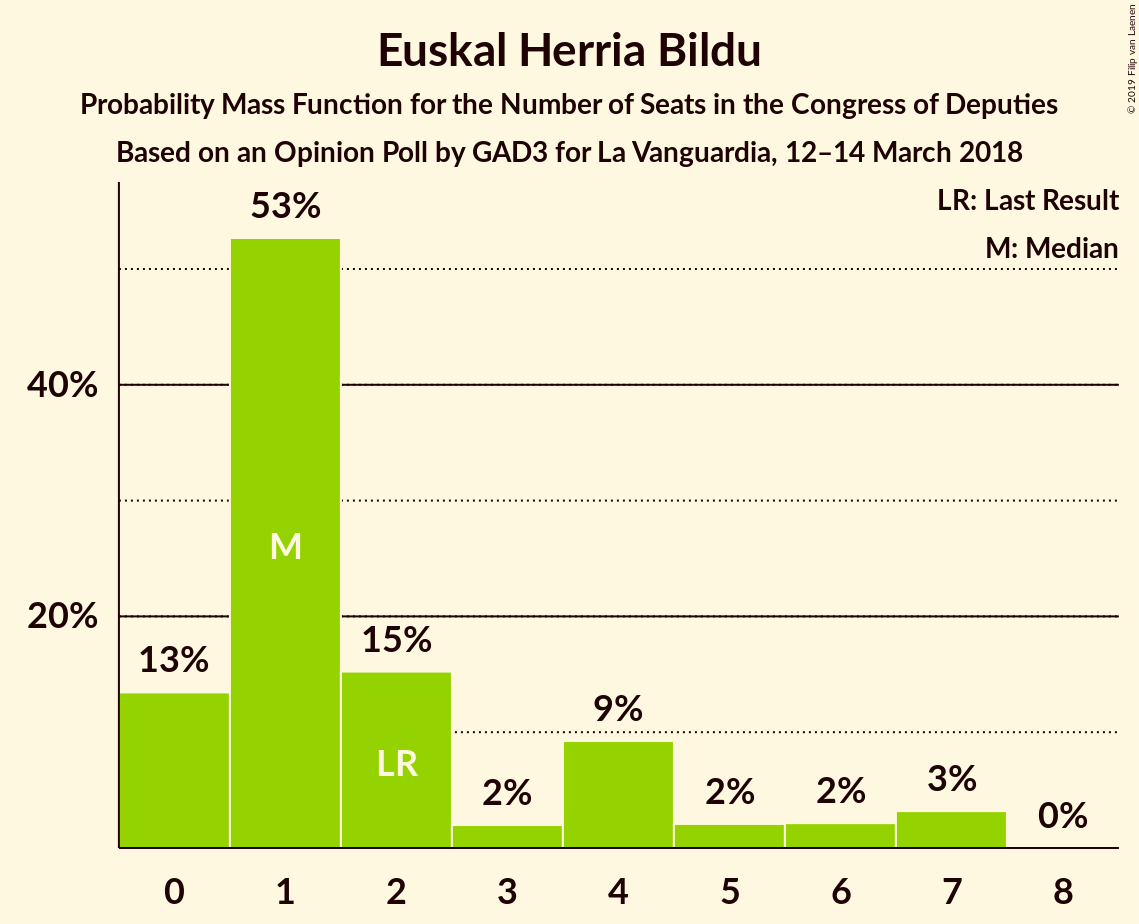 Euskal Herria Bildu
Probability Mass Function for the Number of Seats in the Congress of Deputies
Based on an Opinion Poll by GAD3 for La Vanguardia, 12–14 March 2018
© 2019 Filip van Laenen
LR: Last Result
M: Median
40%
20%
13%
53%
15%
2%
9%
2%
2%
3%
0%
M
LR
0 1 2 3 4 5 6 7 8